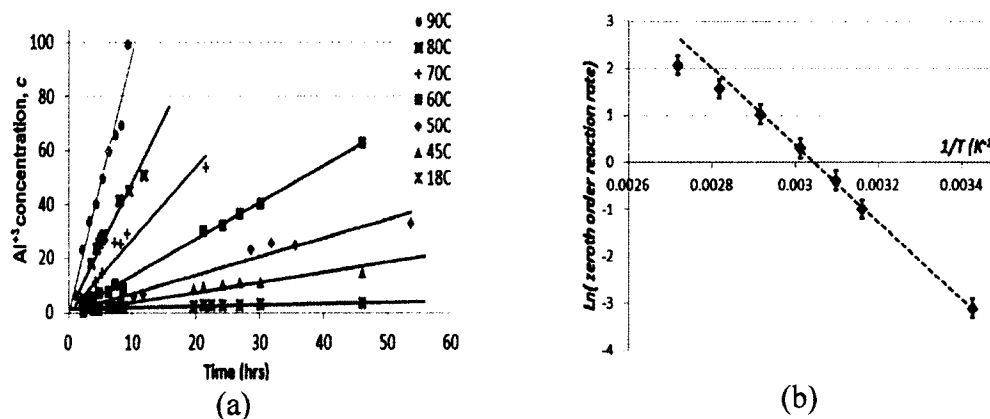 (a)
Al+3 concentration, c
100
80
60
40
20
0
0 10 20 30 40 50 60
Time (hrs)
90C
80C
70C
60C
50C
45C
18C
(b)
Ln( zeroth order reaction rate)
3
2
1
0
-1
-2
-3
-4
1/T (K-1
0.0026 0.0028 0.003 0.0032 0.0034